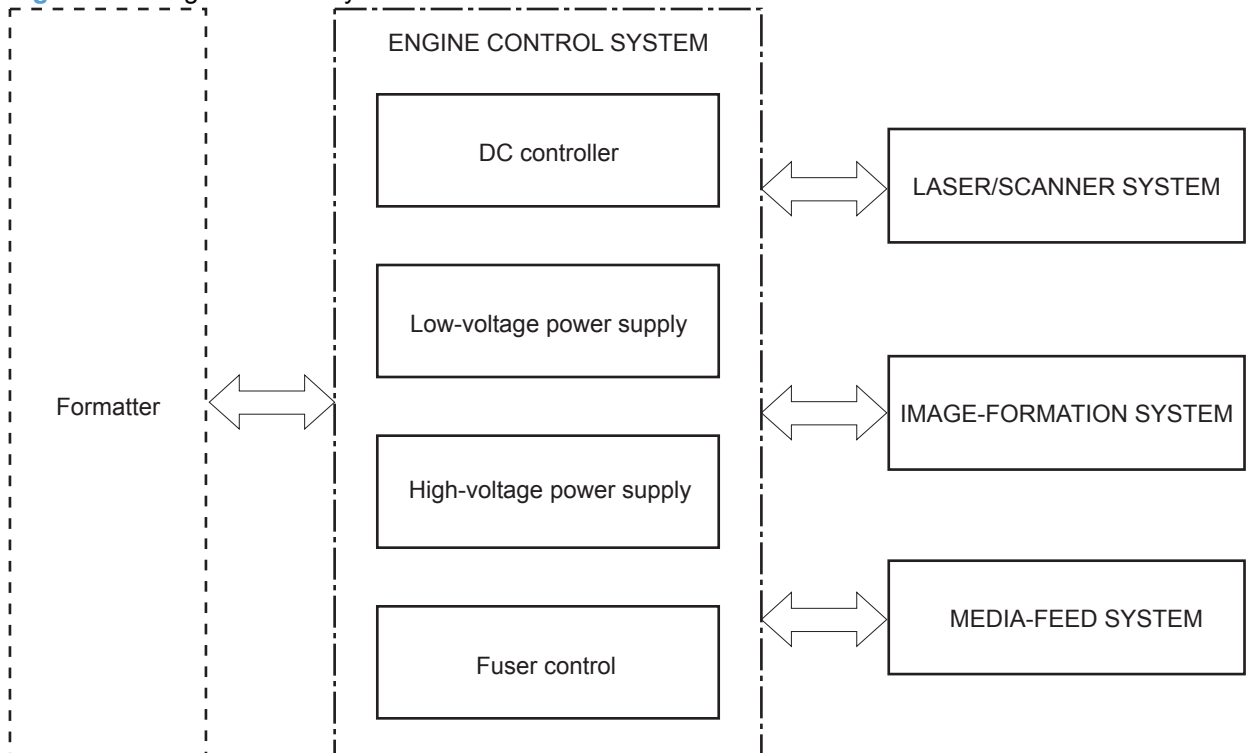 ENGINE CONTROL SYSTEM
DC controller
LASER/SCANNER SYSTEM
Low-voltage power supply
Formatter
IMAGE-FORMATION SYSTEM
High-voltage power supply
MEDIA-FEED SYSTEM
Fuser control